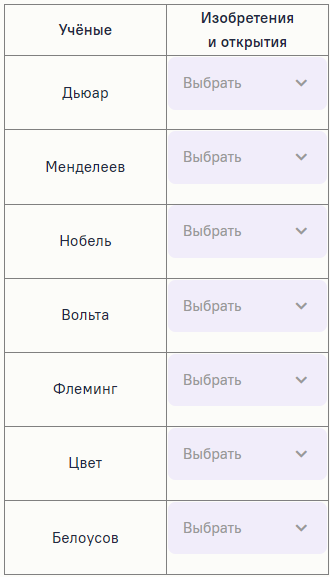 Учёные
Изобретения
и открытия
Дьюар
Выбрать
Менделеев
Выбрать
Нобель
Выбрать
Вольта
Выбрать
Флеминг
Выбрать
Цвет
Выбрать
Белоусов
Выбрать